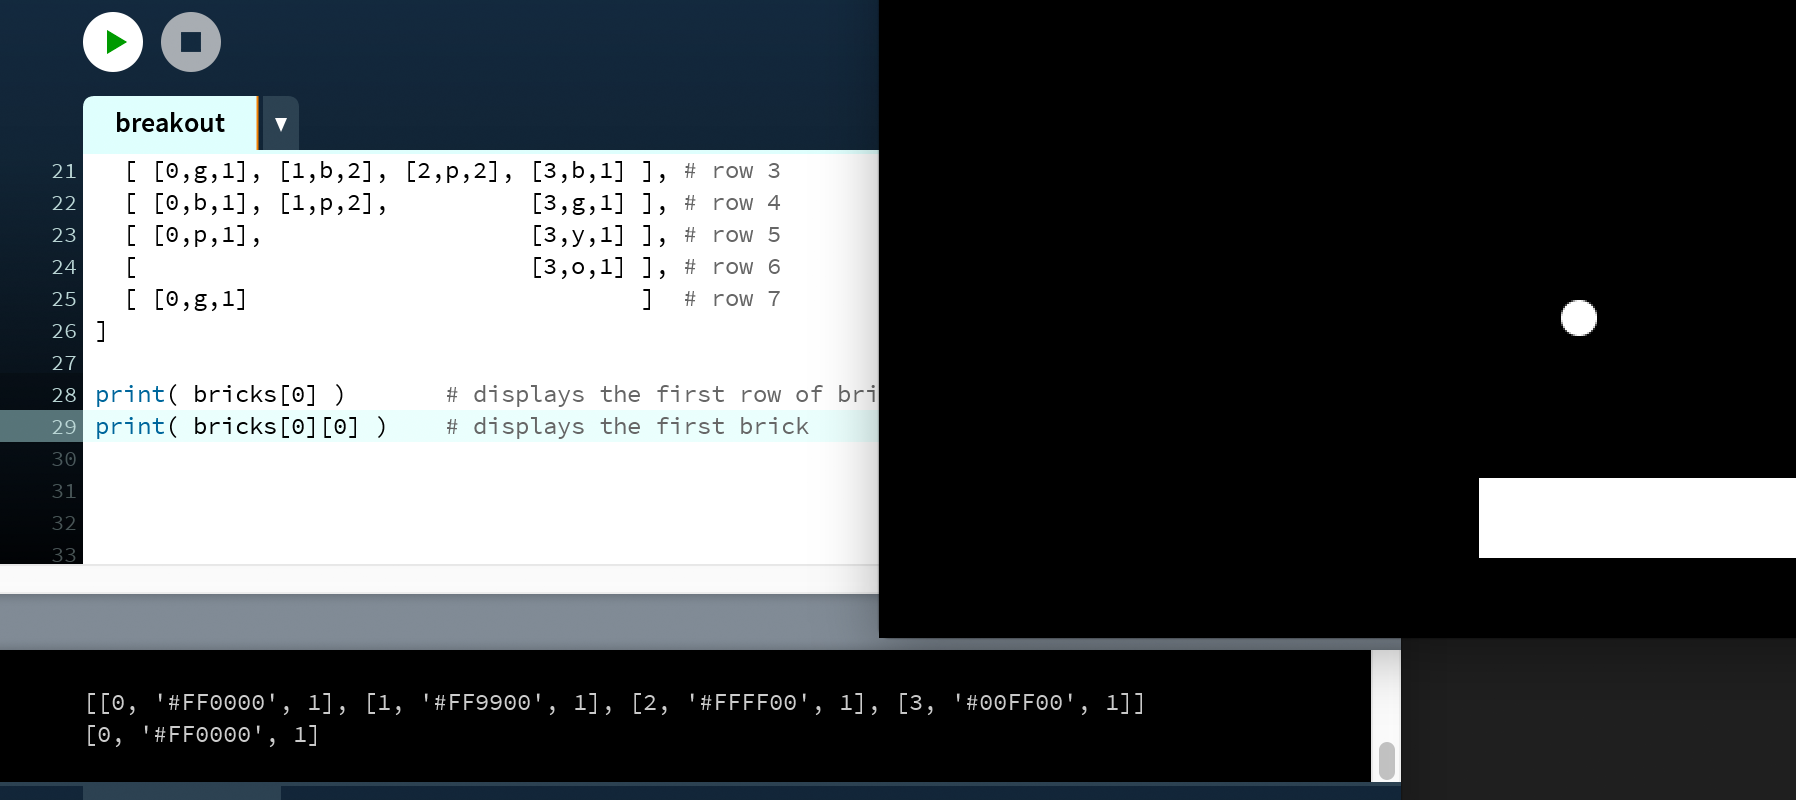 breakout ▼
21 [ [0,g,1], [1,b,2], [2,p,2], [3,b,1] ], # row 3
22 [ [0,b,1], [1,p,2], [3,g,1] ], # row 4
23 [ [0,p,1], [3,y,1] ], # row 5
24 [ [3,o,1] ], # row 6
25 [ [0,g,1] ] # row 7
26 ]
27
28 print( bricks[0] ) # displays the first row of bri
29 print( bricks[0][0] ) # displays the first brick
30
31
32
33
[[0, '#FF0000', 1], [1, '#FF9900', 1], [2, '#FFFF00', 1], [3, '#00FF00', 1]]
[0, '#FF0000', 1]